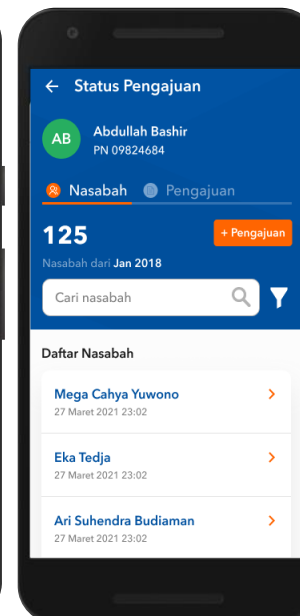 Status Pengajuan
AB
Abdullah Bashir
PN 09824684
Nasabah
Pengajuan
125
+ Pengajuan
Nasabah dari Jan 2018
Cari nasabah
Daftar Nasabah
Mega Cahya Yuwono
27 Maret 2021 23:02
Eka Tedja
27 Maret 2021 23:02
Ari Suhendra Budiaman
27 Maret 2021 23:02